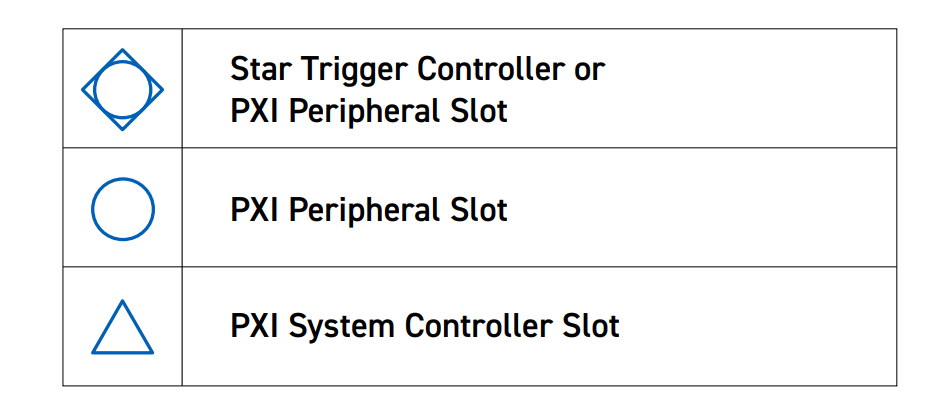 Star Trigger Controller or
PXI Peripheral Slot
PXI Peripheral Slot
PXI System Controller Slot